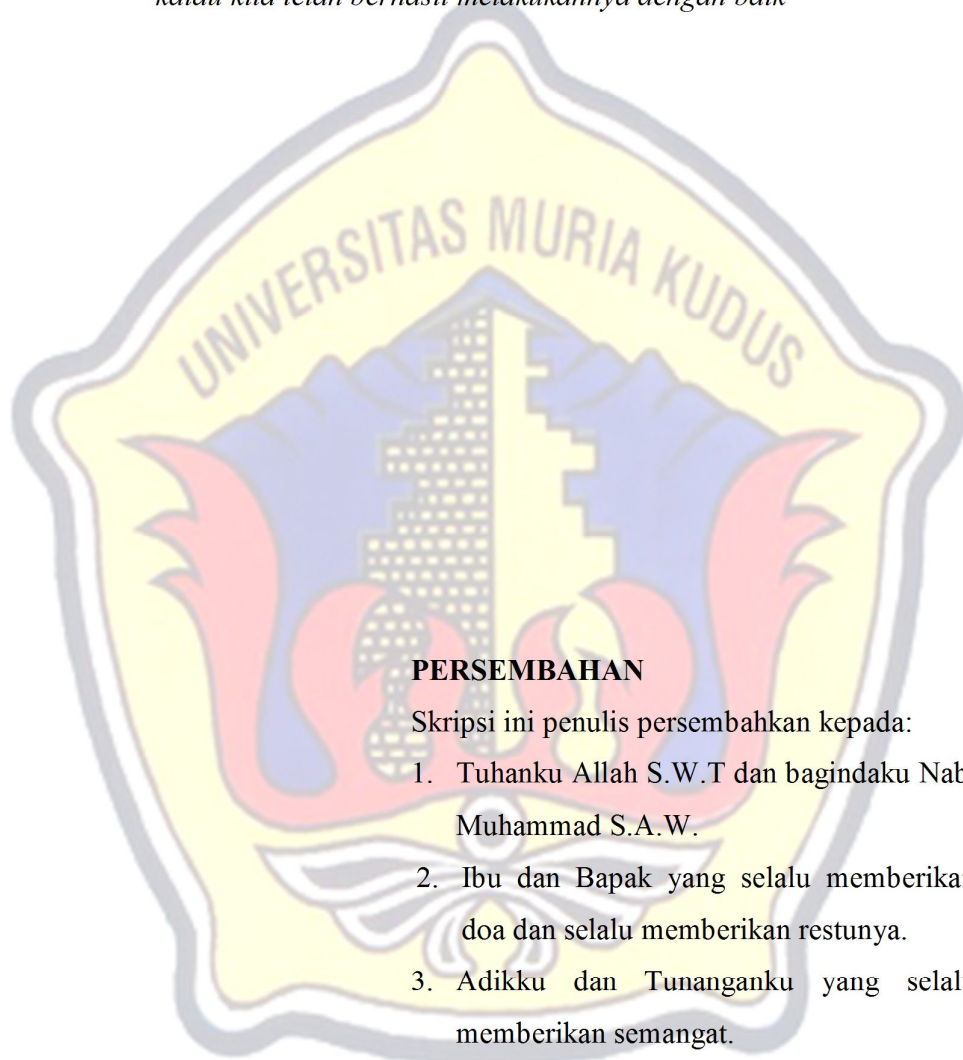 kalau kita telah berhasil melakukannya dengan baik
UNIVERSITAS MURIA KUDUS
PERSEMBAHAN
Skripsi ini penulis persembahkan kepada:
1. Tuhanku Allah S.W.T dan bagindaku Nab
Muhammad S.A.W.
2. Ibu dan Bapak yang selalu memberikan
doa dan selalu memberikan restunya.
3. Adikku dan Tunanganku yang selal
memberikan semangat.